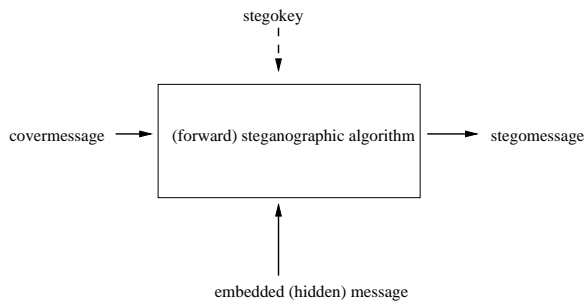 stegokey
covermessage
(forward) steganographic algorithm
stegomessage
embedded (hidden) message